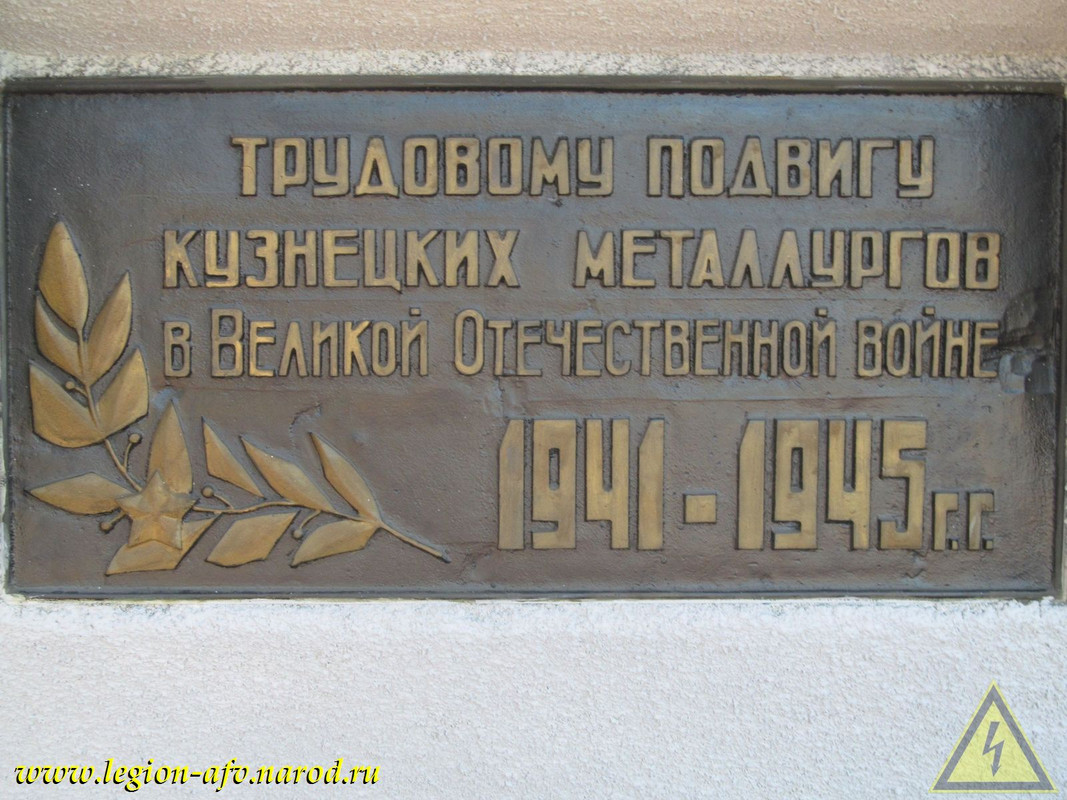 ТРУДОВОМУ ПОДВИГУ
КУЗНЕЦКИХ МЕТАЛЛУРГОВ
В ВЕЛИКОЙ ОТЕЧЕСТВЕННОЙ ВОЙНЕ
1941-1945 г.г.
www.legion-afv.narod.ru